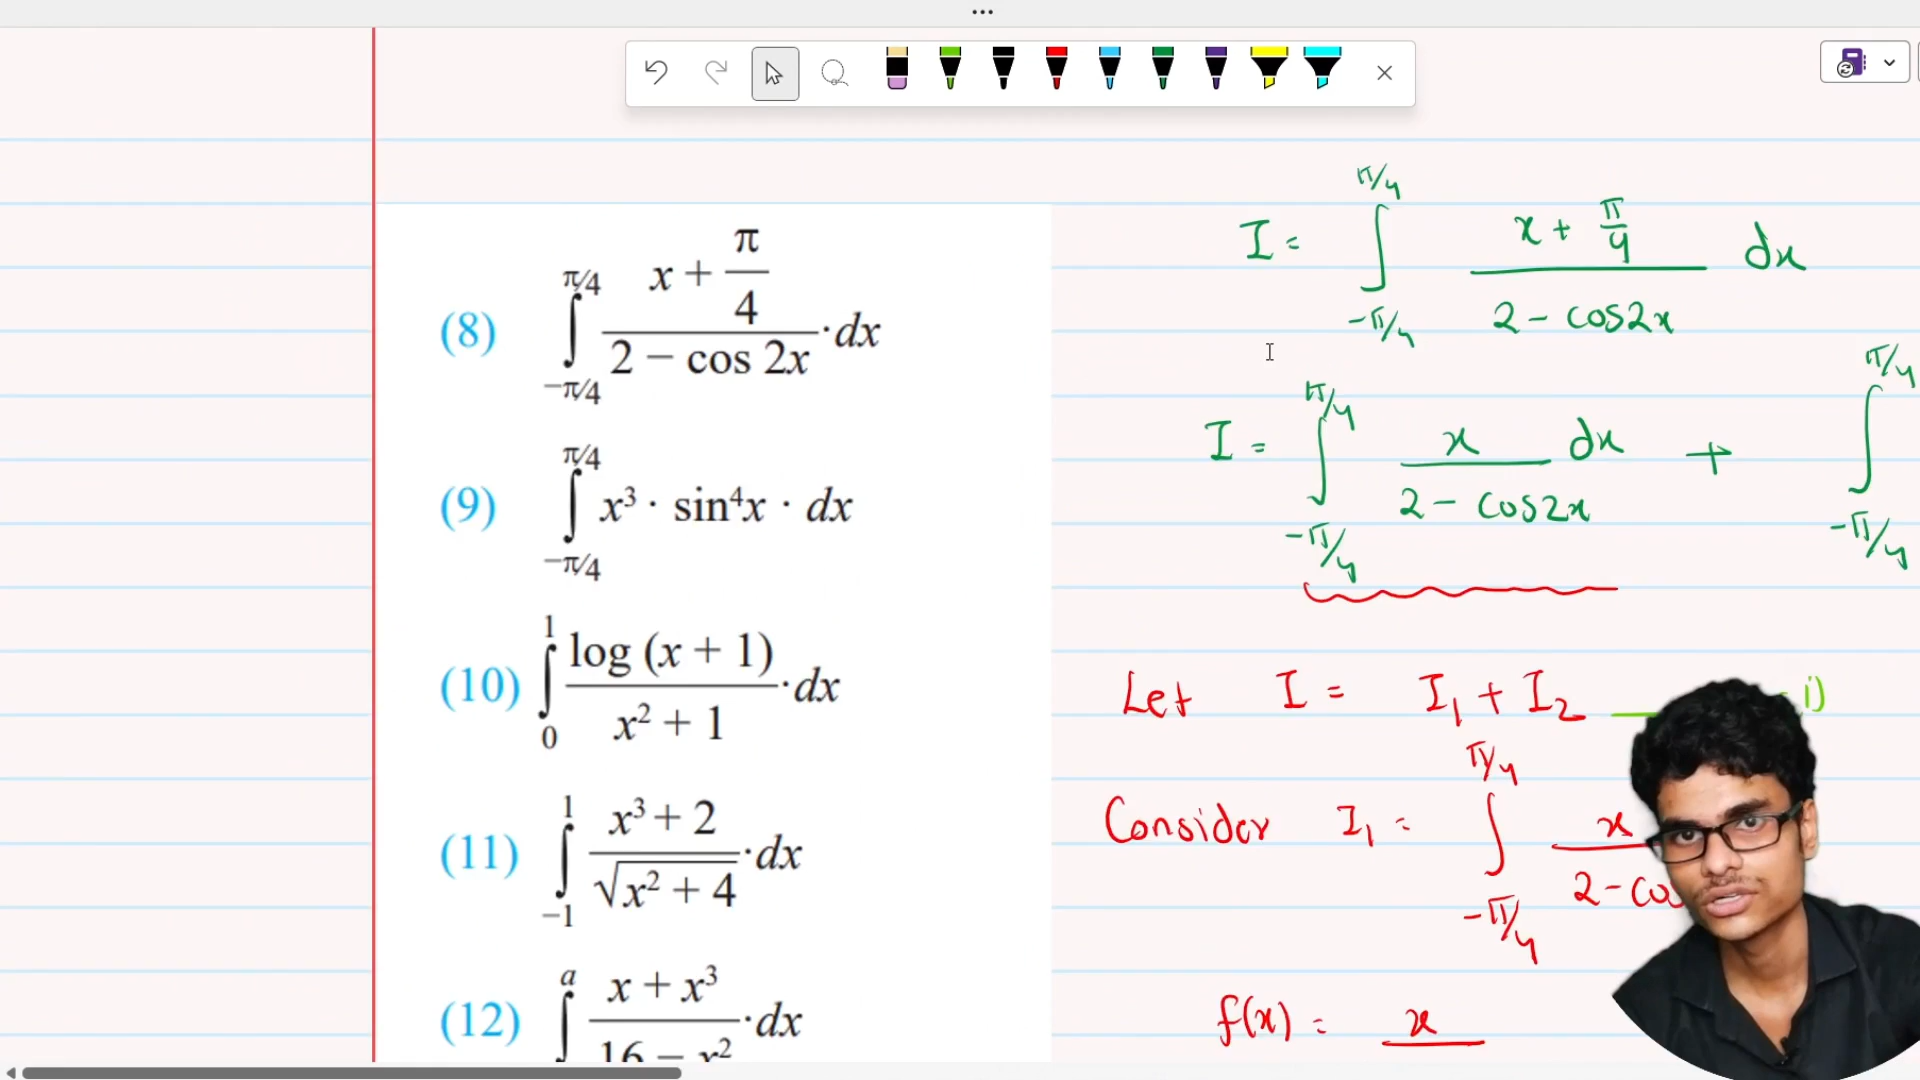 (8) ∫_{-π/4}^{π/4} (x + π/4)/(2 − cos 2x) · dx
(9) ∫_{-π/4}^{π/4} x³ · sin⁴x · dx
(10) ∫_0^1 log (x + 1)/(x² + 1) · dx
(11) ∫_{-1}^1 (x³ + 2)/√(x² + 4) · dx
(12) ∫^a (x + x³)/(16 − x²) · dx
I = ∫_{-π/4}^{π/4} (x + π/4)/(2 - cos2x) dx
I = ∫_{-π/4}^{π/4} x/(2 - cos2x) dx + ∫_{-π/4}^{π/4}
Let I = I₁ + I₂ i)
Consider I₁ = ∫_{-π/4}^{π/4} x/(2 - co
f(x) = x